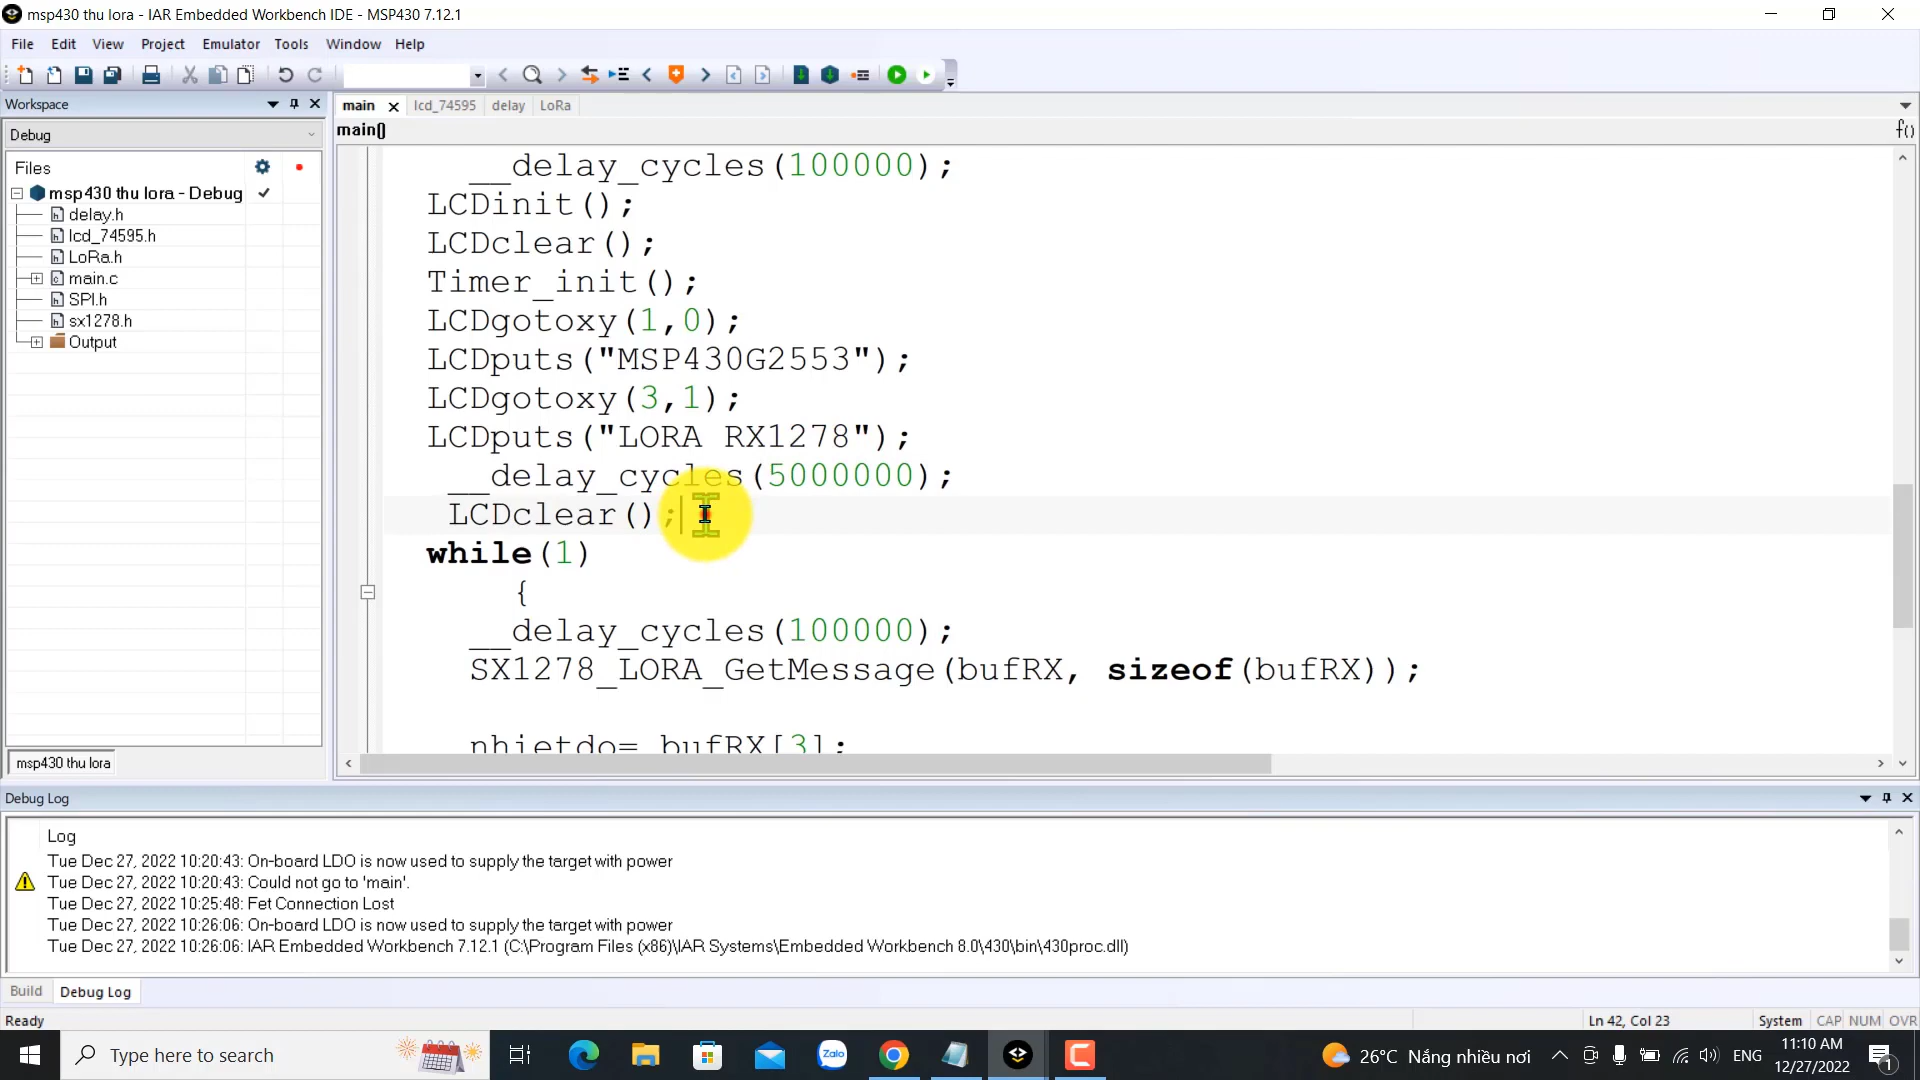 msp430 thu lora - IAR Embedded Workbench IDE - MSP430 7.12.1
File Edit View Project Emulator Tools Window Help
Workspace
main lcd_74595 delay LoRa
Debug
main()
f()
Files
msp430 thu lora - Debug
delay.h
lcd_74595.h
LoRa.h
main.c
SPI.h
sx1278.h
Output
msp430 thu lora
__delay_cycles(100000);
LCDinit();
LCDclear();
Timer_init();
LCDgotoxy(1,0);
LCDputs("MSP430G2553");
LCDgotoxy(3,1);
LCDputs("LORA RX1278");
__delay_cycles(5000000);
LCDclear();
while(1)
{
__delay_cycles(100000);
SX1278_LORA_GetMessage(bufRX, sizeof(bufRX));
nhietdo= bufRX[3];
Debug Log
Log
Tue Dec 27, 2022 10:20:43: On-board LDO is now used to supply the target with power
Tue Dec 27, 2022 10:20:43: Could not go to 'main'.
Tue Dec 27, 2022 10:25:48: Fet Connection Lost
Tue Dec 27, 2022 10:26:06: On-board LDO is now used to supply the target with power
Tue Dec 27, 2022 10:26:06: IAR Embedded Workbench 7.12.1 (C:\Program Files (x86)\IAR Systems\Embedded Workbench 8.0\430\bin\430proc.dll)
Build Debug Log
Ready
Ln 42, Col 23 System CAP NUM OVR
Type here to search
Zalo
26°C Nắng nhiều nơi
ENG
11:10 AM
12/27/2022
1